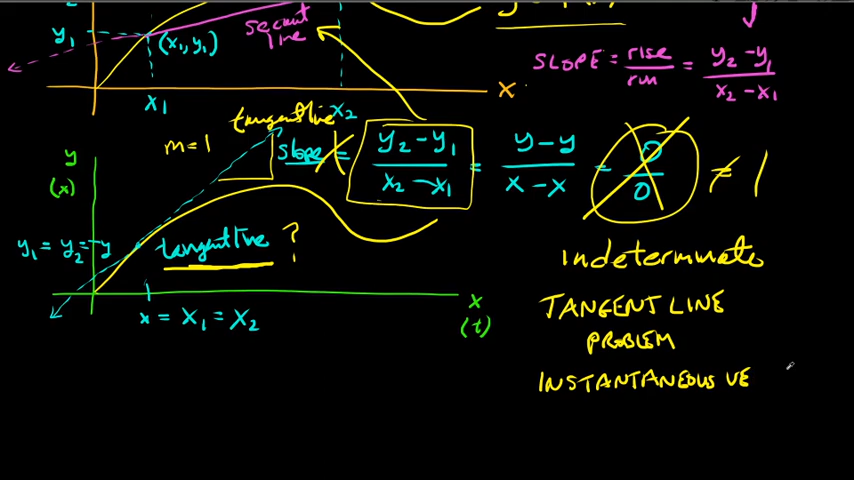 y₁
(x₁, y₁)
secant
line
SLOPE = rise/run = y₂ - y₁ / x₂ - x₁
x
x₁
x₂
tangent line
m = 1
slope = y₂ - y₁ / x₂ - x₁ = y - y / x - x = 0/0 ≠ 1
y
(x)
y₁ = y₂ = y
tangent line ?
Indeterminate
x = x₁ = x₂
x
(t)
TANGENT LINE
PROBLEM
INSTANTANEOUS VE